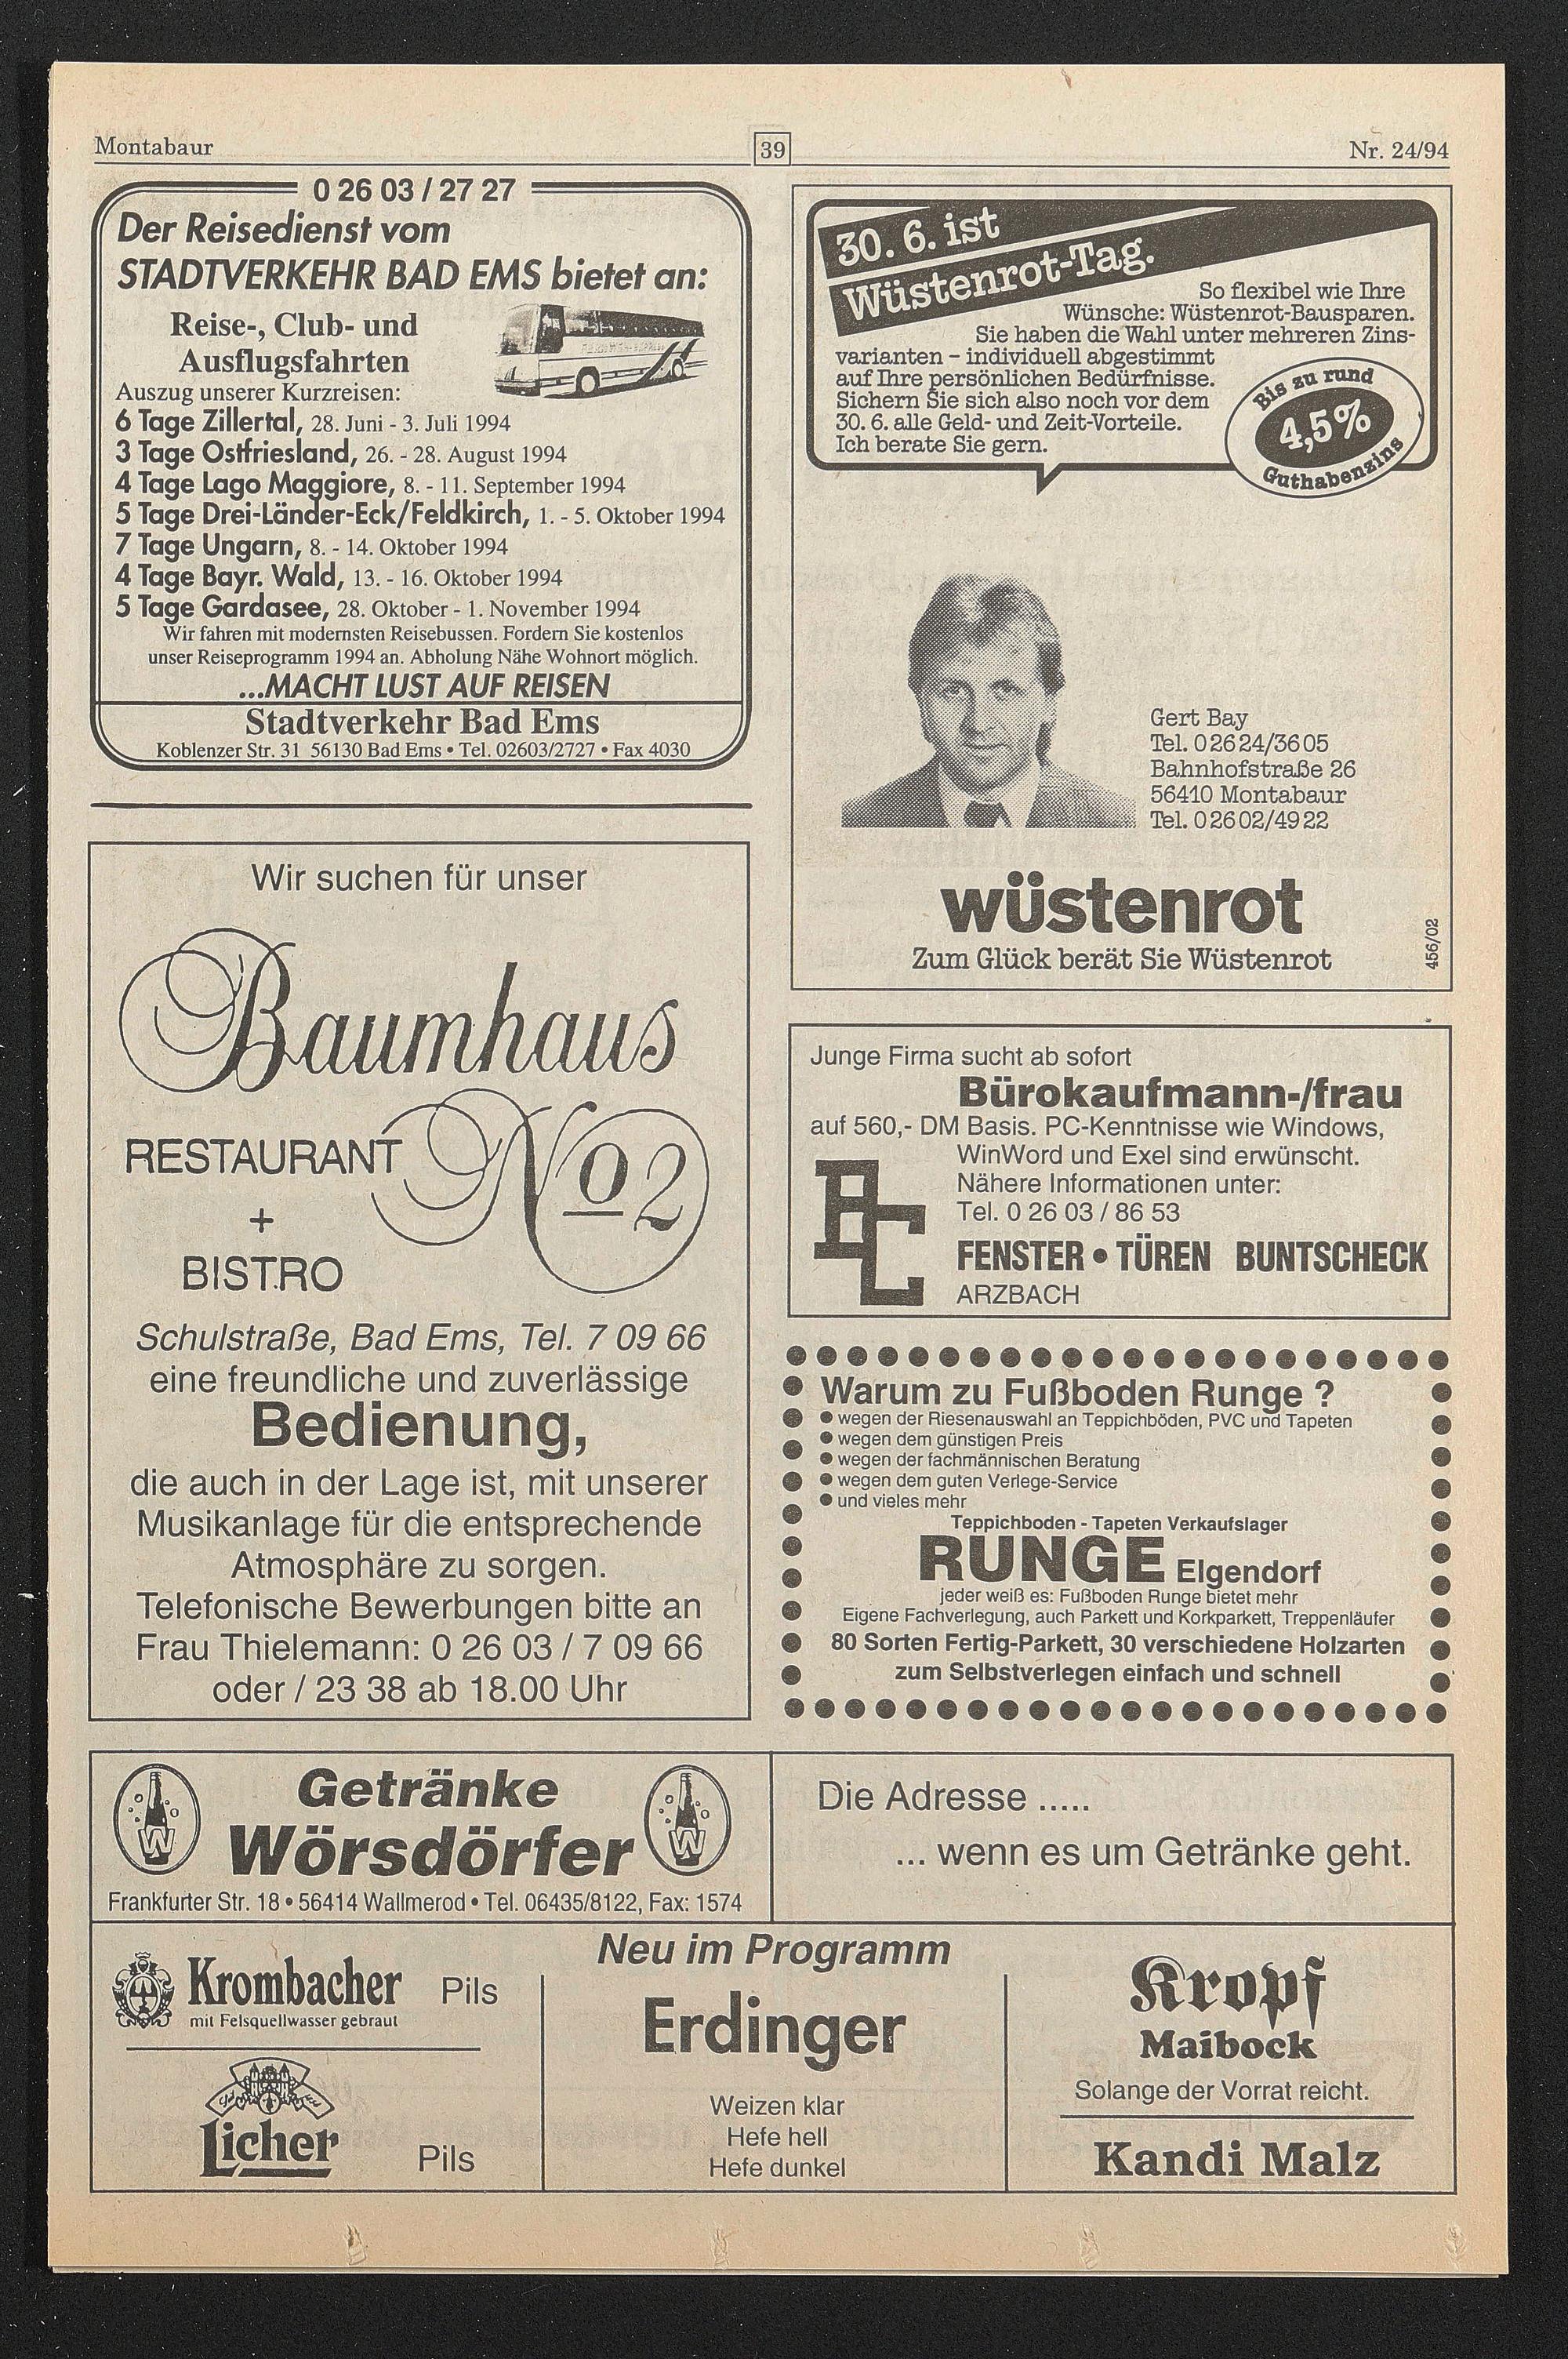 Montabaur
39
Nr. 24/94
0 26 03 / 27 27
Der Reisedienst vom
STADTVERKEHR BAD EMS bietet an:
Reise-, Club- und
Ausflugsfahrten
Auszug unserer Kurzreisen:
6 Tage Zillertal, 28. Juni - 3. Juli 1994
3 Tage Ostfriesland, 26. - 28. August 1994
4 Tage Lago Maggiore, 8. - 11. September 1994
5 Tage Drei-Länder-Eck/Feldkirch, 1. - 5. Oktober 1994
7 Tage Ungarn, 8. - 14. Oktober 1994
4 Tage Bayr. Wald, 13. - 16. Oktober 1994
5 Tage Gardasee, 28. Oktober - 1. November 1994
Wir fahren mit modernsten Reisebussen. Fordern Sie kostenlos
unser Reiseprogramm 1994 an. Abholung Nähe Wohnort möglich.
...MACHT LUST AUF REISEN
Stadtverkehr Bad Ems
Koblenzer Str. 31 56130 Bad Ems • Tel. 02603/2727 • Fax 4030
Wir suchen für unser
Baumhaus
No 2
RESTAURANT
+
BISTRO
Schulstraße, Bad Ems, Tel. 7 09 66
eine freundliche und zuverlässige
Bedienung,
die auch in der Lage ist, mit unserer
Musikanlage für die entsprechende
Atmosphäre zu sorgen.
Telefonische Bewerbungen bitte an
Frau Thielemann: 0 26 03 / 7 09 66
oder / 23 38 ab 18.00 Uhr
30. 6. ist
Wüstenrot-Tag.
So flexibel wie Ihre
Wünsche: Wüstenrot-Bausparen.
Sie haben die Wahl unter mehreren Zins-
varianten – individuell abgestimmt
auf Ihre persönlichen Bedürfnisse.
Sichern Sie sich also noch vor dem
30. 6. alle Geld- und Zeit-Vorteile.
Ich berate Sie gern.
Bis zu rund
4,5%
Guthabenzins
Gert Bay
Tel. 02624/3605
Bahnhofstraße 26
56410 Montabaur
Tel. 02602/4922
wüstenrot
Zum Glück berät Sie Wüstenrot
456/02
Junge Firma sucht ab sofort
Bürokaufmann-/frau
auf 560,- DM Basis. PC-Kenntnisse wie Windows,
WinWord und Exel sind erwünscht.
Nähere Informationen unter:
Tel. 0 26 03 / 86 53
FENSTER • TÜREN BUNTSCHECK
ARZBACH
Warum zu Fußboden Runge ?
• wegen der Riesenauswahl an Teppichböden, PVC und Tapeten
• wegen dem günstigen Preis
• wegen der fachmännischen Beratung
• wegen dem guten Verlege-Service
• und vieles mehr
Teppichboden - Tapeten Verkaufslager
RUNGE Elgendorf
jeder weiß es: Fußboden Runge bietet mehr
Eigene Fachverlegung, auch Parkett und Korkparkett, Treppenläufer
80 Sorten Fertig-Parkett, 30 verschiedene Holzarten
zum Selbstverlegen einfach und schnell
Getränke
Wörsdörfer
W
W
Frankfurter Str. 18 • 56414 Wallmerod • Tel. 06435/8122, Fax: 1574
Die Adresse .....
... wenn es um Getränke geht.
Neu im Programm
Krombacher Pils
mit Felsquellwasser gebraut
Licher Pils
Erdinger
Weizen klar
Hefe hell
Hefe dunkel
Kropf
Maibock
Solange der Vorrat reicht.
Kandi Malz